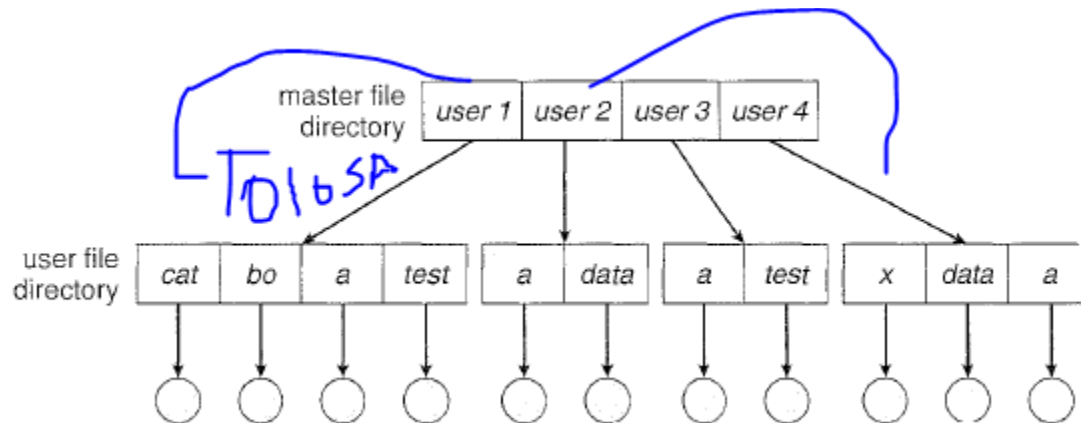 master file
directory
user 1 user 2 user 3 user 4
TOlOSA
user file
directory
cat bo a test a data a test x data a